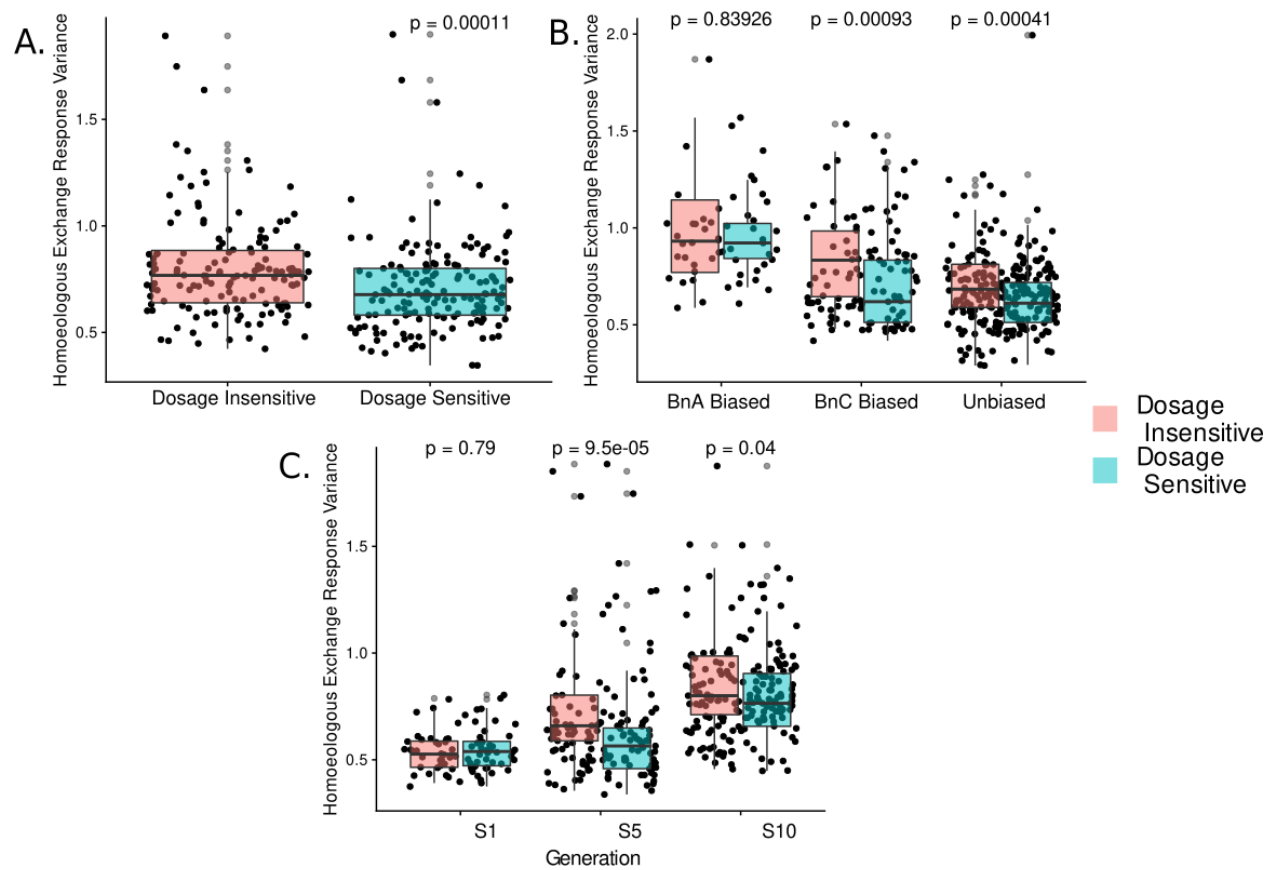 A.
p = 0.00011
Homoeologous Exchange Response Variance
1.5
1.0
0.5
Dosage Insensitive
Dosage Sensitive
B.
p = 0.83926
p = 0.00093
p = 0.00041
Homoeologous Exchange Response Variance
2.0
1.5
1.0
0.5
BnA Biased
BnC Biased
Unbiased
Dosage
Insensitive
Dosage
Sensitive
C.
p = 0.79
p = 9.5e-05
p = 0.04
Homoeologous Exchange Response Variance
1.5
1.0
0.5
S1
S5
S10
Generation